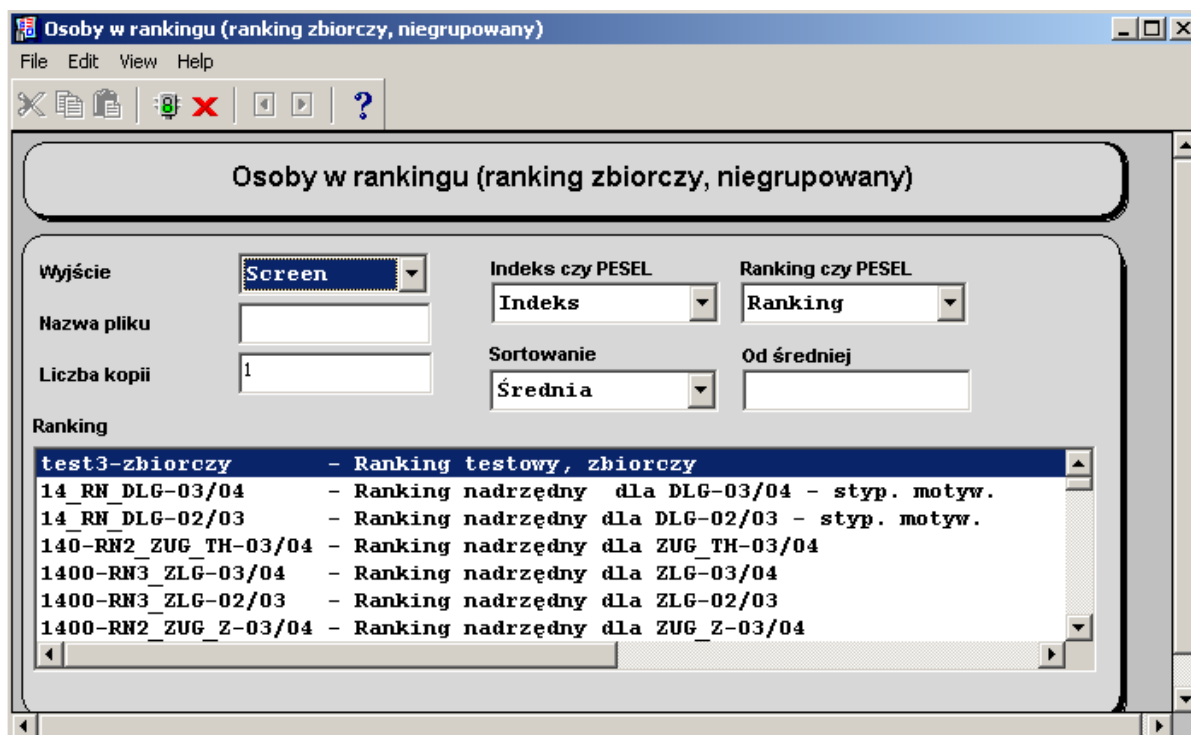 Osoby w rankingu (ranking zbiorczy, niegrupowany)
File Edit View Help
?
Osoby w rankingu (ranking zbiorczy, niegrupowany)
Wyjście Screen
Nazwa pliku
Liczba kopii 1
Indeks czy PESEL
Indeks
Ranking czy PESEL
Ranking
Sortowanie
Średnia
Od średniej
Ranking
test3-zbiorczy - Ranking testowy, zbiorczy
14_RN_DLG-03/04 - Ranking nadrzędny dla DLG-03/04 - styp. motyw.
14_RN_DLG-02/03 - Ranking nadrzędny dla DLG-02/03 - styp. motyw.
140-RN2_ZUG_TH-03/04 - Ranking nadrzędny dla ZUG_TH-03/04
1400-RN3_ZLG-03/04 - Ranking nadrzędny dla ZLG-03/04
1400-RN3_ZLG-02/03 - Ranking nadrzędny dla ZLG-02/03
1400-RN2_ZUG_Z-03/04 - Ranking nadrzędny dla ZUG_Z-03/04